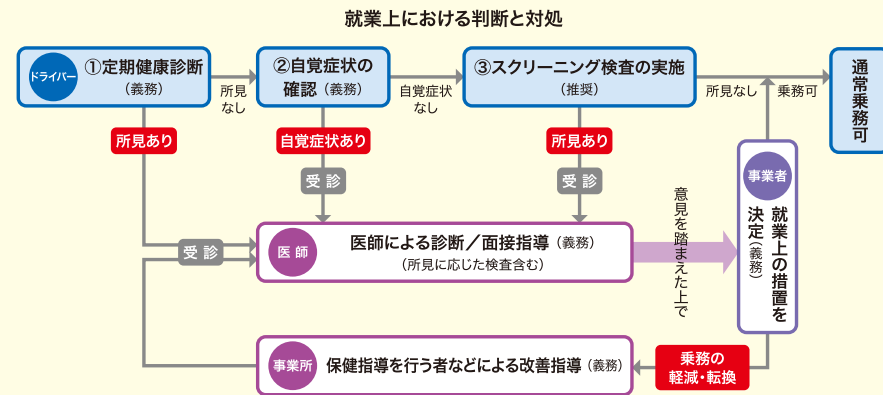 就業上における判断と対処
ドライバー
①定期健康診断
(義務)
所見
なし
②自覚症状の
確認(義務)
自覚症状
なし
③スクリーニング検査の実施
(推奨)
所見なし
乗務可
通常乗務可
所見あり
自覚症状あり
所見あり
受診
受診
受診
医師
医師による診断/面接指導(義務)
(所見に応じた検査含む)
意見を踏まえた上で
事業者
就業上の措置を
決定(義務)
事業所
保健指導を行う者などによる改善指導(義務)
乗務の
軽減・転換